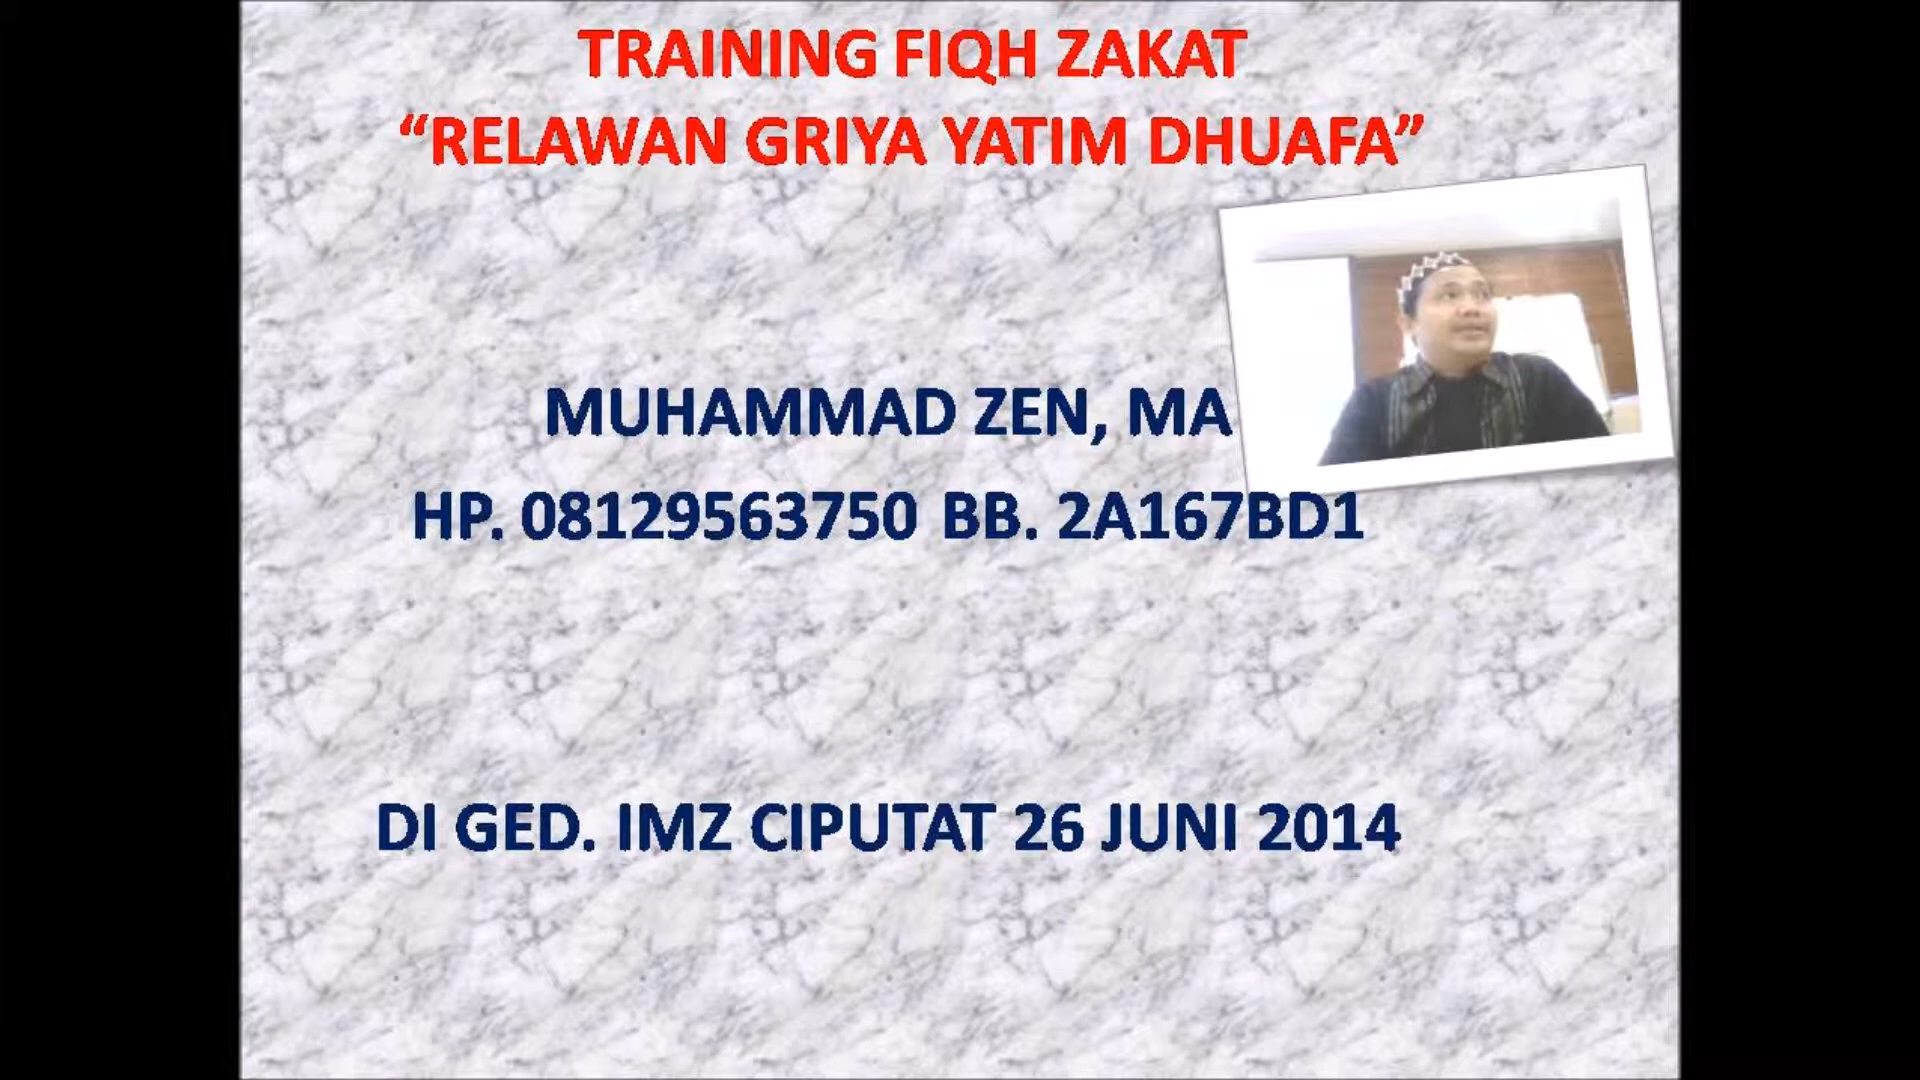 TRAINING FIQH ZAKAT
“RELAWAN GRIYA YATIM DHUAFA”
MUHAMMAD ZEN, MA
HP. 08129563750 BB. 2A167BD1
DI GED. IMZ CIPUTAT 26 JUNI 2014